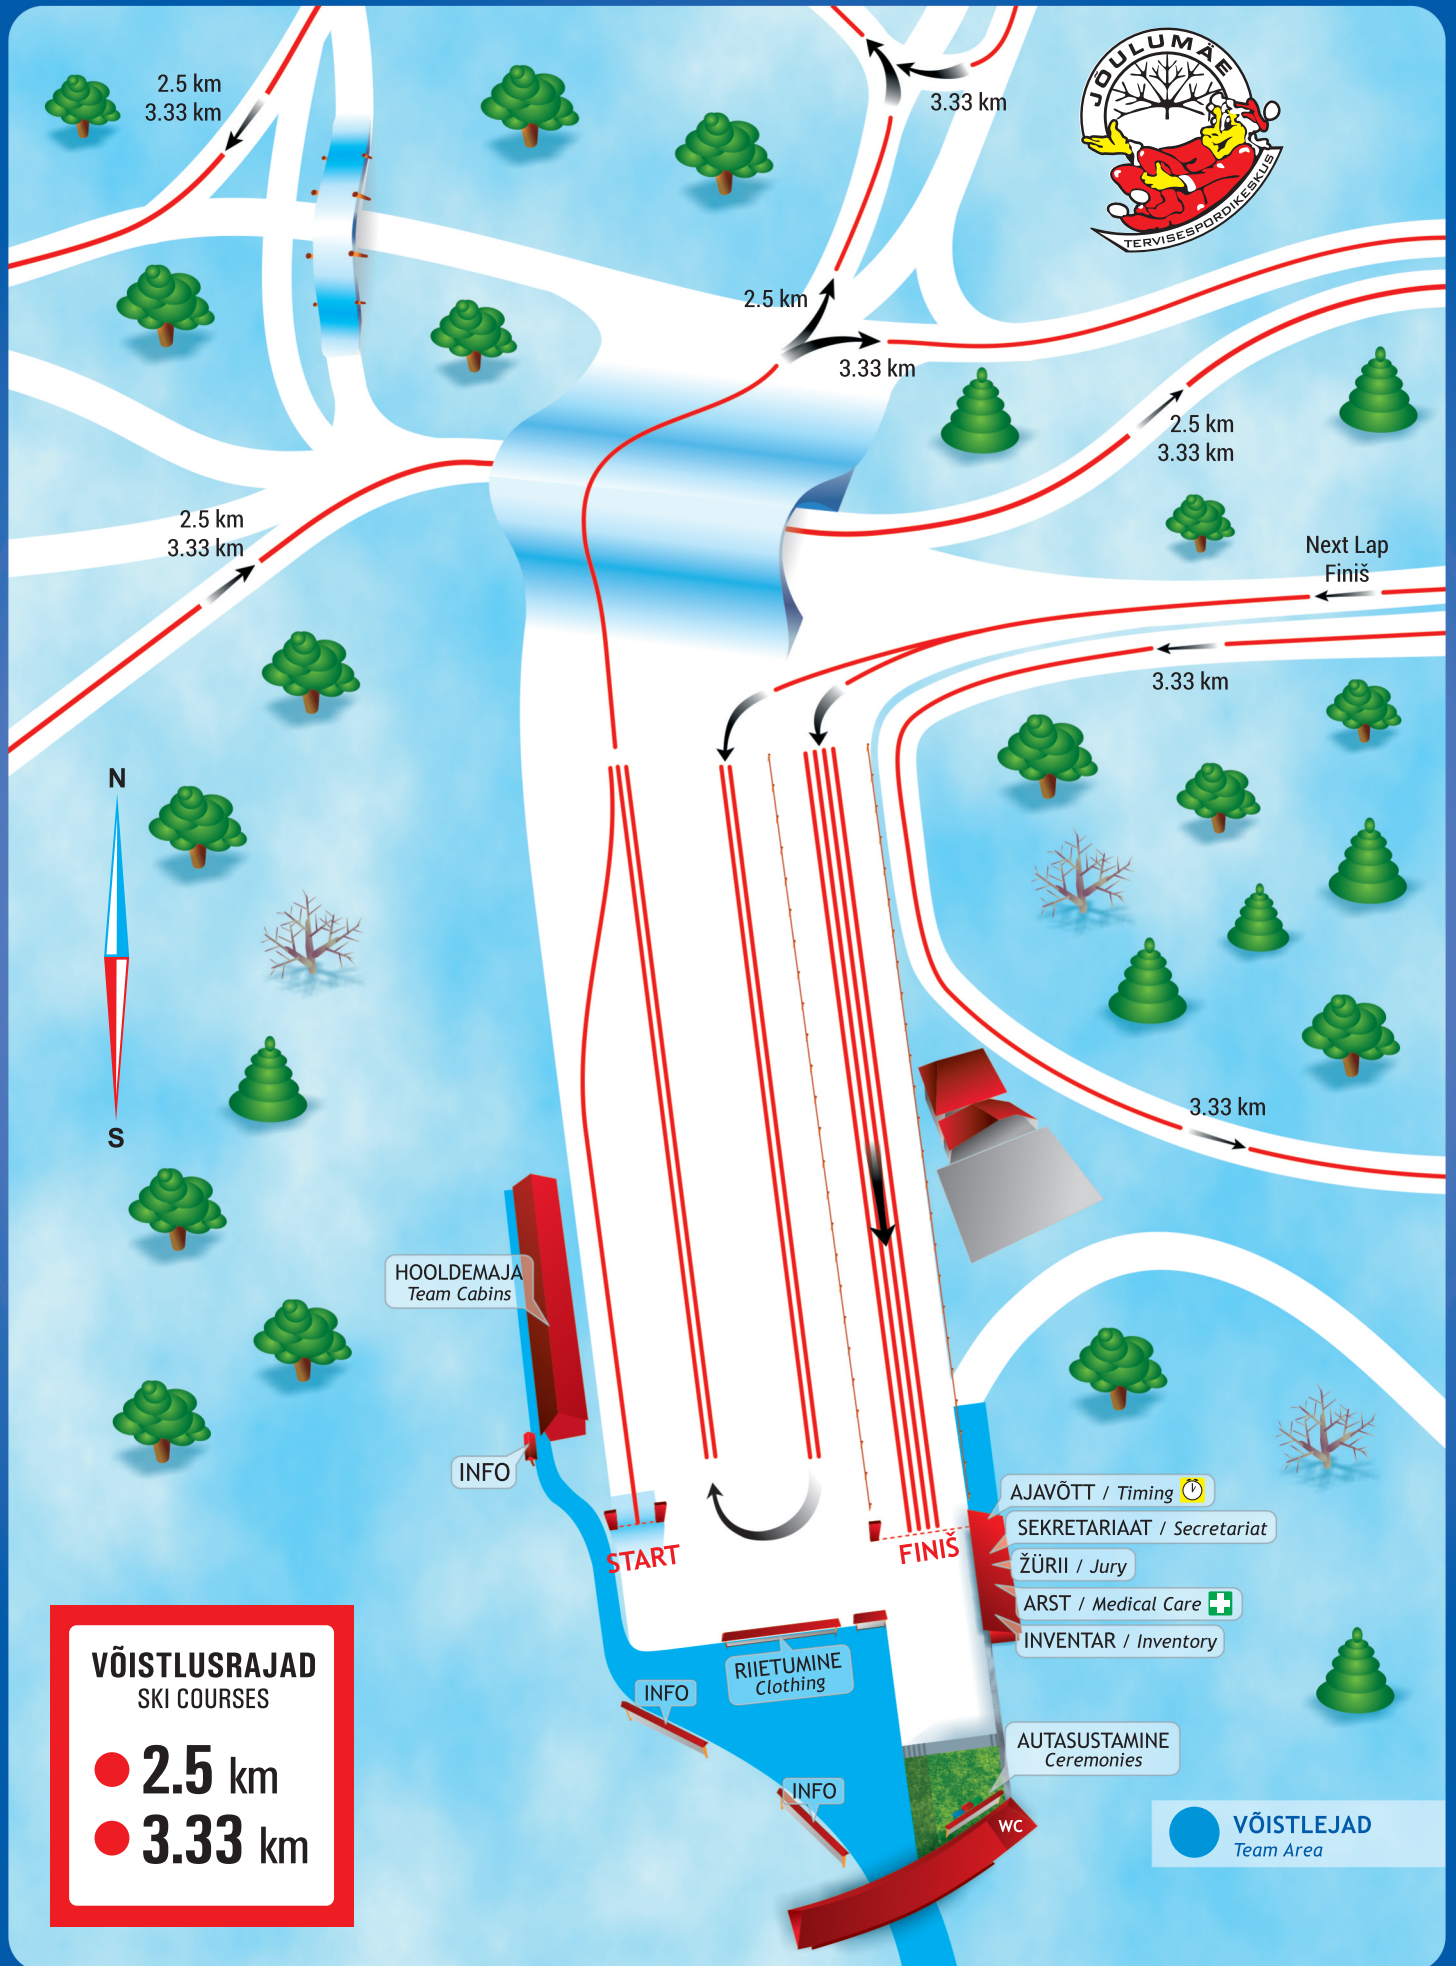 2.5 km
3.33 km
3.33 km
JÕULUMÄE
TERVISESPORDIKESKUS
2.5 km
3.33 km
2.5 km
3.33 km
2.5 km
3.33 km
Next Lap
Finiš
3.33 km
N
S
3.33 km
HOOLDEMAJA
Team Cabins
INFO
START
FINIŠ
AJAVÕTT / Timing
SEKRETARIAAT / Secretariat
ŽÜRII / Jury
ARST / Medical Care
INVENTAR / Inventory
RIIETUMINE
Clothing
INFO
INFO
AUTASUSTAMINE
Ceremonies
WC
VÕISTLUSRAJAD
SKI COURSES
2.5 km
3.33 km
VÕISTLEJAD
Team Area